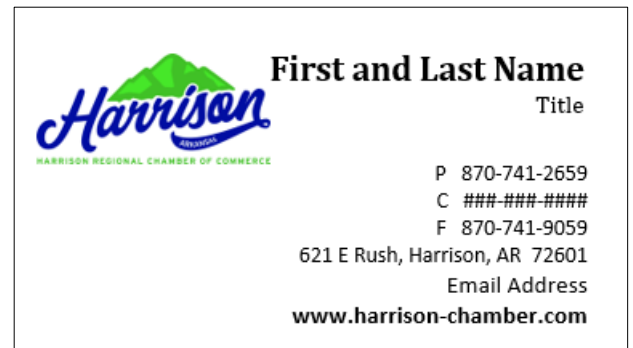 Harrison
ARKANSAS
HARRISON REGIONAL CHAMBER OF COMMERCE
First and Last Name
Title
P 870-741-2659
C ###-###-####
F 870-741-9059
621 E Rush, Harrison, AR 72601
Email Address
www.harrison-chamber.com